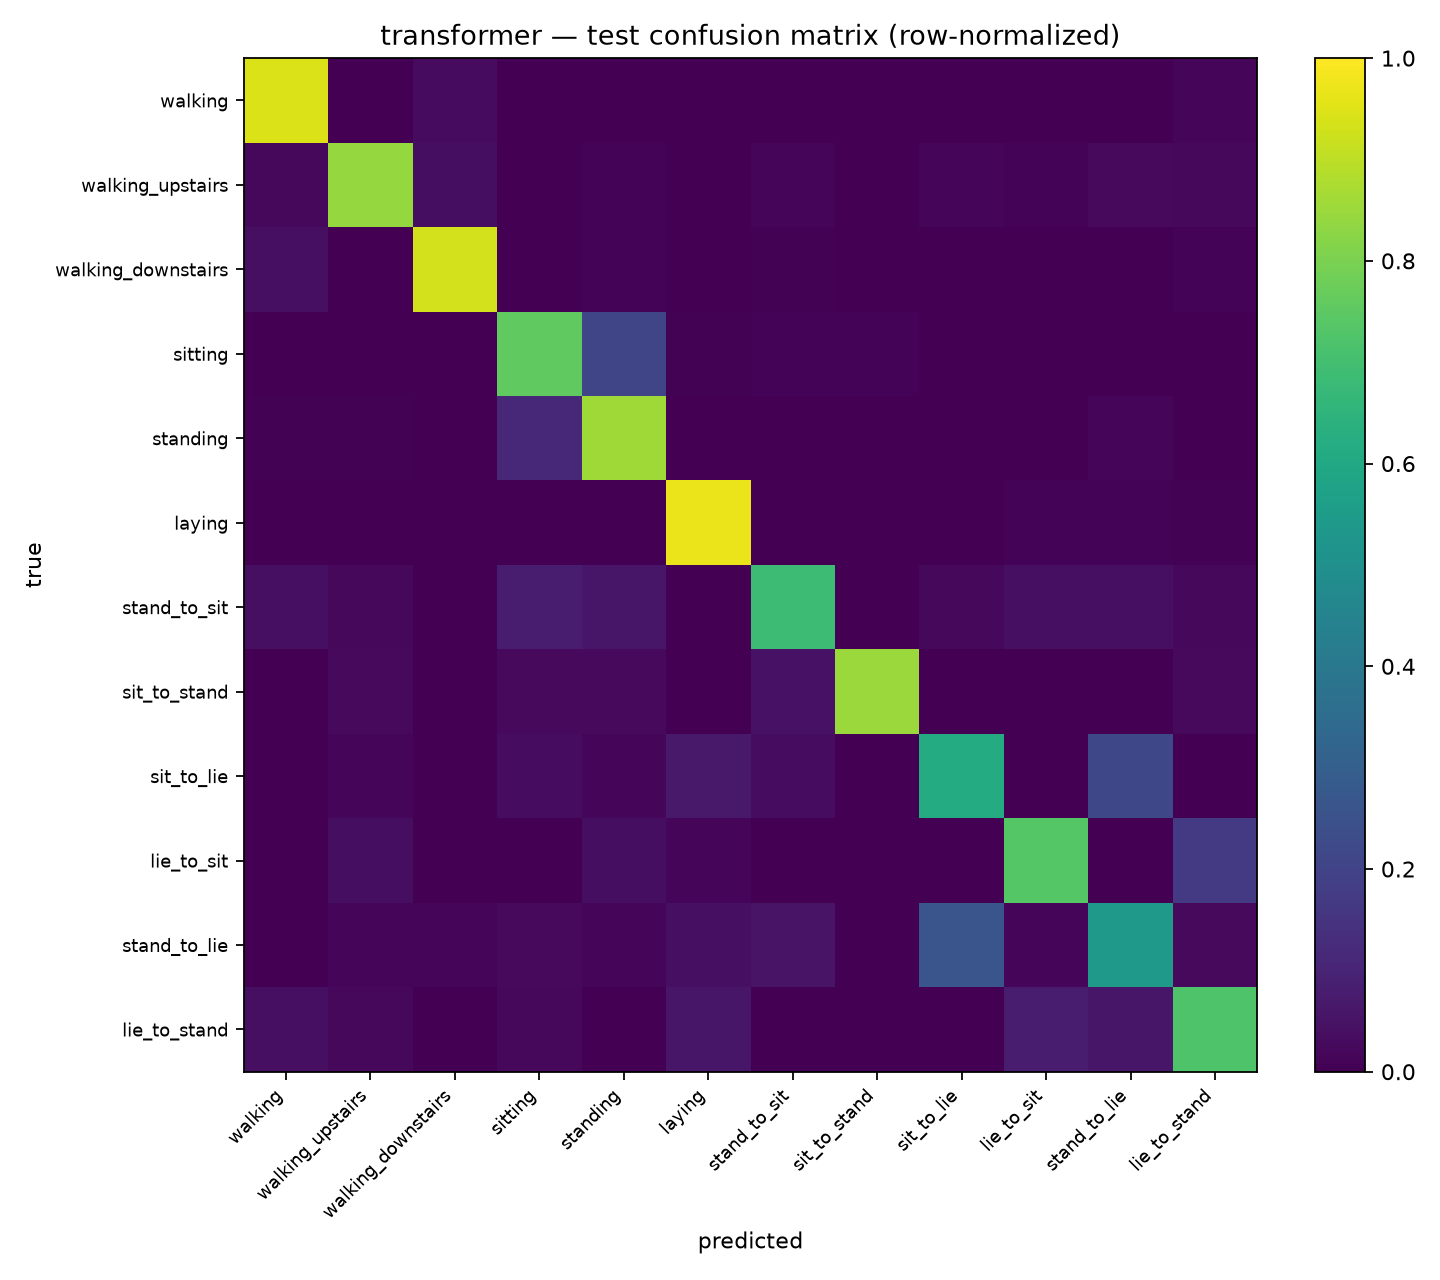 transformer — test confusion matrix (row-normalized)
true
walking
walking_upstairs
walking_downstairs
sitting
standing
laying
stand_to_sit
sit_to_stand
sit_to_lie
lie_to_sit
stand_to_lie
lie_to_stand
walking
walking_upstairs
walking_downstairs
sitting
standing
laying
stand_to_sit
sit_to_stand
sit_to_lie
lie_to_sit
stand_to_lie
lie_to_stand
predicted
1.0
0.8
0.6
0.4
0.2
0.0